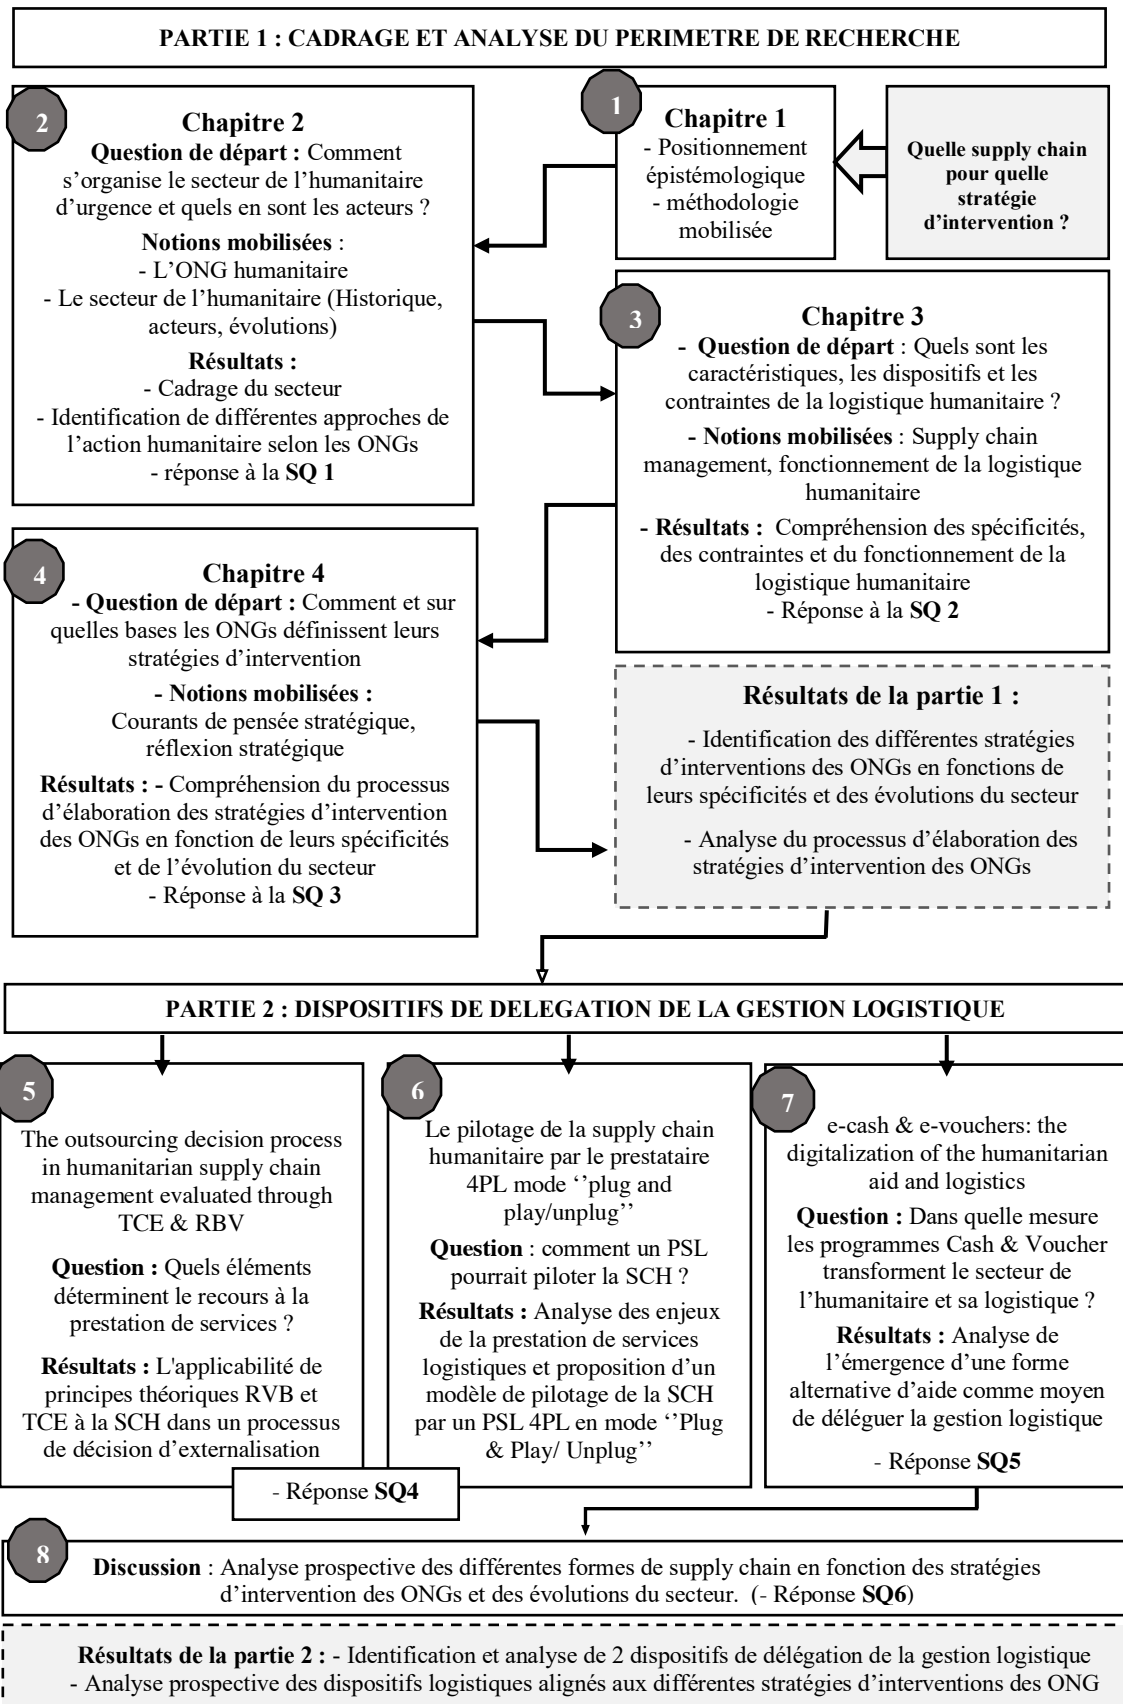 PARTIE 1 : CADRAGE ET ANALYSE DU PERIMETRE DE RECHERCHE
Quelle supply chain
pour quelle
stratégie
d’intervention ?
1
Chapitre 1
- Positionnement
épistémologique
- méthodologie
mobilisée
2
Chapitre 2
Question de départ : Comment
s’organise le secteur de l’humanitaire
d’urgence et quels en sont les acteurs ?
Notions mobilisées :
- L’ONG humanitaire
- Le secteur de l’humanitaire (Historique,
acteurs, évolutions)
Résultats :
- Cadrage du secteur
- Identification de différentes approches de
l’action humanitaire selon les ONGs
- réponse à la SQ 1
3
Chapitre 3
- Question de départ : Quels sont les
caractéristiques, les dispositifs et les
contraintes de la logistique humanitaire ?
- Notions mobilisées : Supply chain
management, fonctionnement de la logistique
humanitaire
- Résultats : Compréhension des spécificités,
des contraintes et du fonctionnement de la
logistique humanitaire
- Réponse à la SQ 2
4
Chapitre 4
- Question de départ : Comment et sur
quelles bases les ONGs définissent leurs
stratégies d’intervention
- Notions mobilisées :
Courants de pensée stratégique,
réflexion stratégique
Résultats : - Compréhension du processus
d’élaboration des stratégies d’intervention
des ONGs en fonction de leurs spécificités
et de l’évolution du secteur
- Réponse à la SQ 3
Résultats de la partie 1 :
- Identification des différentes stratégies
d’interventions des ONGs en fonctions de
leurs spécificités et des évolutions du secteur
- Analyse du processus d’élaboration des
stratégies d’intervention des ONGs
PARTIE 2 : DISPOSITIFS DE DELEGATION DE LA GESTION LOGISTIQUE
5
The outsourcing decision process
in humanitarian supply chain
management evaluated through
TCE & RBV
Question : Quels éléments
déterminent le recours à la
prestation de services ?
Résultats : L'applicabilité de
principes théoriques RVB et
TCE à la SCH dans un processus
de décision d’externalisation
6
Le pilotage de la supply chain
humanitaire par le prestataire
4PL mode ‘’plug and
play/unplug’’
Question : comment un PSL
pourrait piloter la SCH ?
Résultats : Analyse des enjeux
de la prestation de services
logistiques et proposition d’un
modèle de pilotage de la SCH
par un PSL 4PL en mode ‘’Plug
& Play/ Unplug’’
- Réponse SQ4
7
e-cash & e-vouchers: the
digitalization of the humanitarian
aid and logistics
Question : Dans quelle mesure
les programmes Cash & Voucher
transforment le secteur de
l’humanitaire et sa logistique ?
Résultats : Analyse de
l’émergence d’une forme
alternative d’aide comme moyen
de déléguer la gestion logistique
- Réponse SQ5
8
Discussion : Analyse prospective des différentes formes de supply chain en fonction des stratégies
d’intervention des ONGs et des évolutions du secteur. (- Réponse SQ6)
Résultats de la partie 2 : - Identification et analyse de 2 dispositifs de délégation de la gestion logistique
- Analyse prospective des dispositifs logistiques alignés aux différentes stratégies d’interventions des ONG